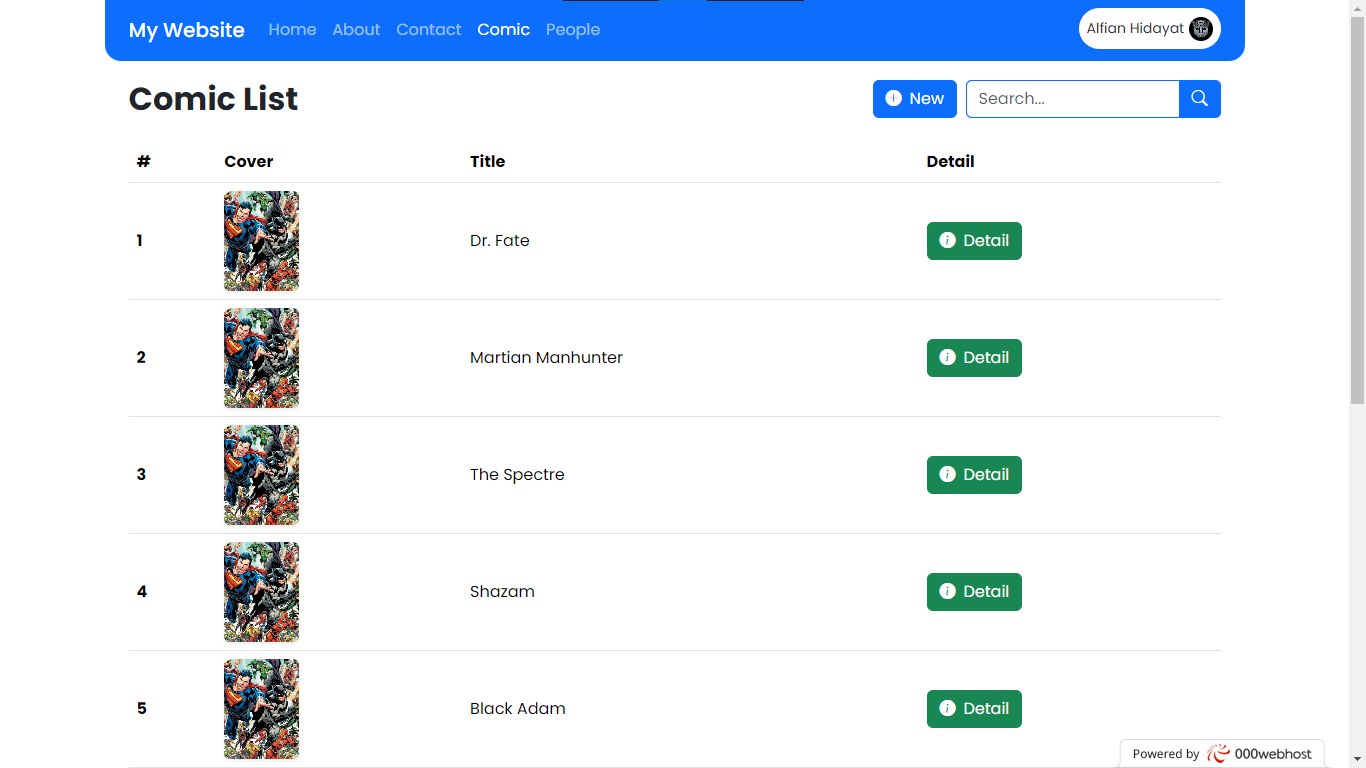 My Website Home About Contact Comic People Alfian Hidayat
Comic List New Search...
# Cover Title Detail
1 Dr. Fate Detail
2 Martian Manhunter Detail
3 The Spectre Detail
4 Shazam Detail
5 Black Adam Detail
Powered by 000webhost